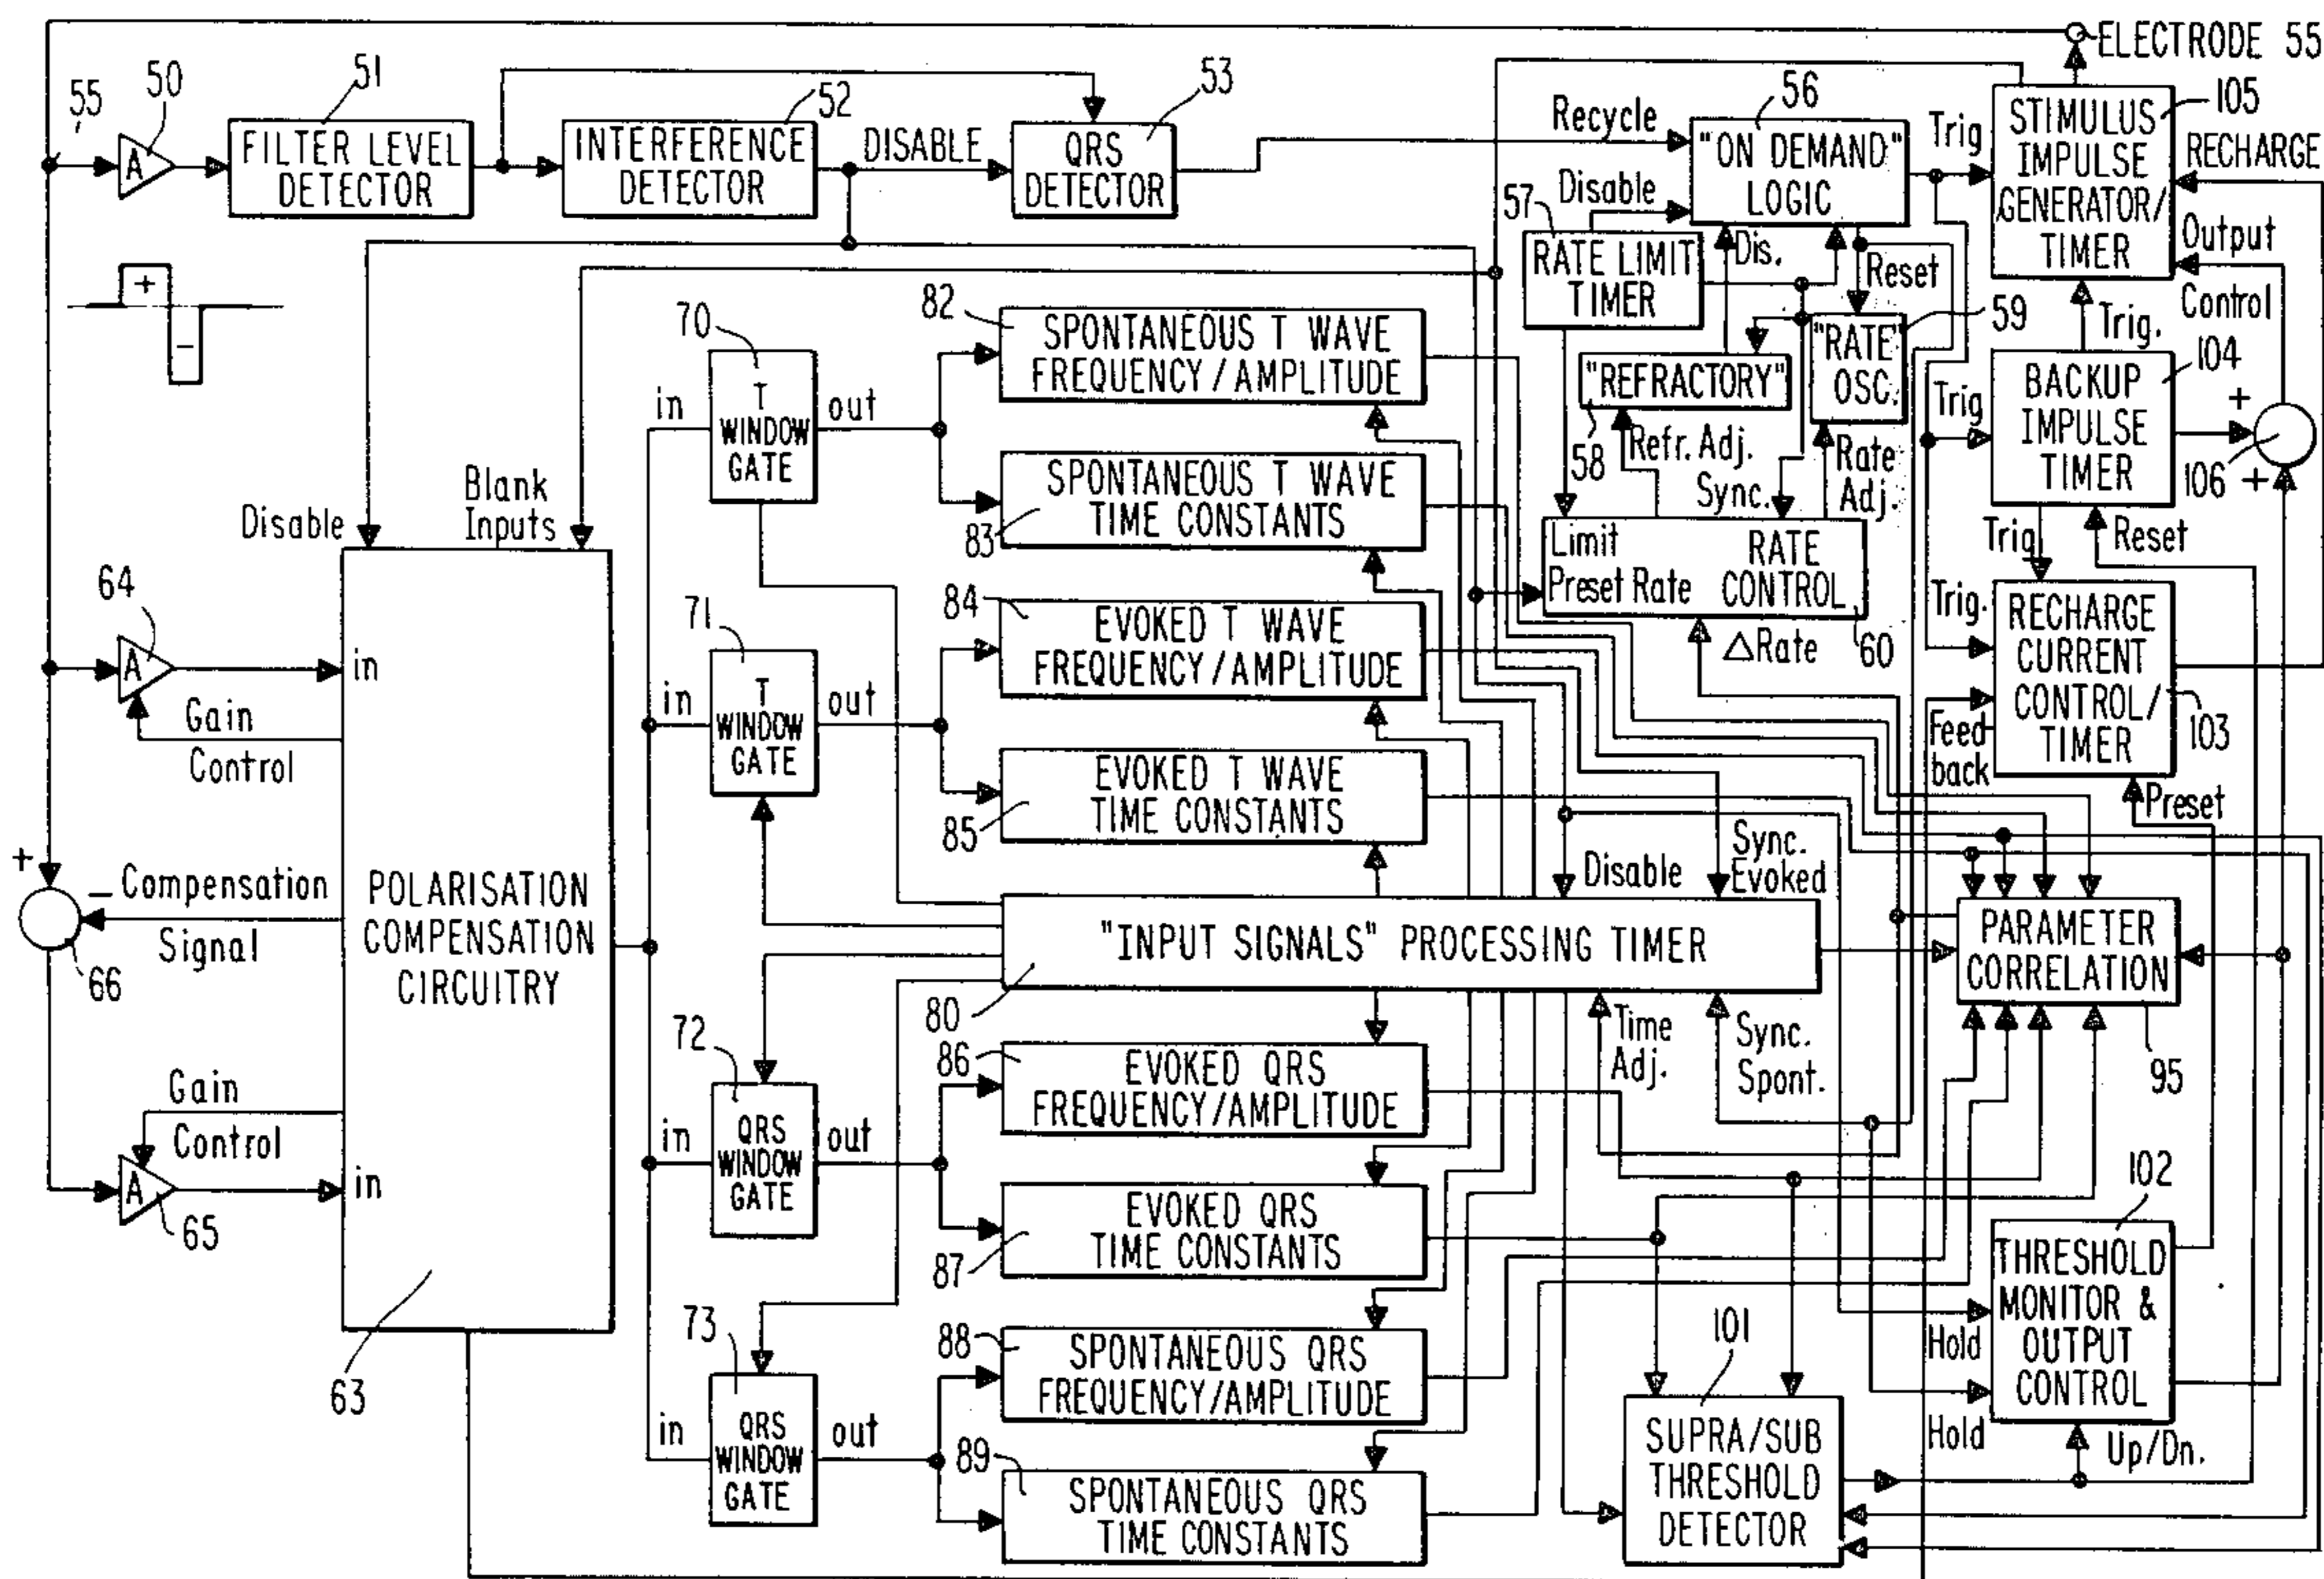 ELECTRODE 55
55
50
A
51
FILTER LEVEL
DETECTOR
52
INTERFERENCE
DETECTOR
DISABLE
53
QRS
DETECTOR
Recycle
56
"ON DEMAND"
LOGIC
Trig
STIMULUS
IMPULSE
GENERATOR/
TIMER
105
RECHARGE
Output
Control
Disable
57
RATE LIMIT
TIMER
Dis.
Reset
"REFRACTORY"
58
"RATE"
OSC.
59
Refr. Adj.
Sync.
Rate
Adj.
Limit
Preset Rate
RATE
CONTROL
60
△Rate
Trig.
104
BACKUP
IMPULSE
TIMER
Trig
+
+
106
Trig
Reset
Trig.
RECHARGE
CURRENT
CONTROL/
TIMER
103
Feed
back
Preset
+
−
Disable
Blank
Inputs
64
A
in
Gain
Control
+
− Compensation
Signal
66
POLARISATION
COMPENSATION
CIRCUITRY
Gain
Control
A
65
in
63
70
T
WINDOW
GATE
in
out
71
T
WINDOW
GATE
in
out
72
QRS
WINDOW
GATE
in
out
73
QRS
WINDOW
GATE
in
out
82
SPONTANEOUS T WAVE
FREQUENCY/AMPLITUDE
83
SPONTANEOUS T WAVE
TIME CONSTANTS
84
EVOKED T WAVE
FREQUENCY/AMPLITUDE
85
EVOKED T WAVE
TIME CONSTANTS
Disable
Sync.
Evoked
80
"INPUT SIGNALS" PROCESSING TIMER
Time
Adj.
Sync.
Spont.
PARAMETER
CORRELATION
95
86
EVOKED QRS
FREQUENCY/AMPLITUDE
87
EVOKED QRS
TIME CONSTANTS
88
SPONTANEOUS QRS
FREQUENCY/AMPLITUDE
89
SPONTANEOUS QRS
TIME CONSTANTS
101
SUPRA/SUB
THRESHOLD
DETECTOR
102
THRESHOLD
MONITOR &
OUTPUT
CONTROL
Hold
Hold
Up/Dn.